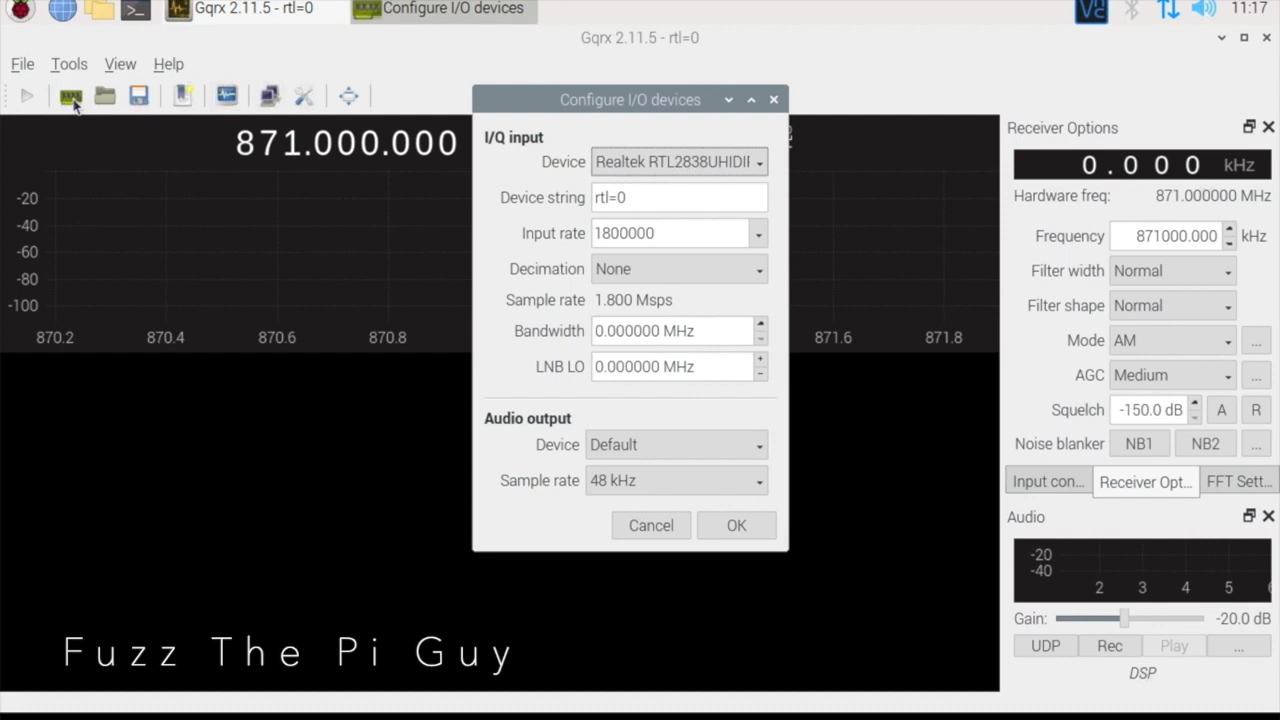 Gqrx 2.11.5 - rtl=0
Configure I/O devices
11:17
Gqrx 2.11.5 - rtl=0
File Tools View Help
871.000.000
-20
-40
-60
-80
-100
870.2 870.4 870.6 870.8 871.6 871.8
Configure I/O devices
I/Q input
Device Realtek RTL2838UHIDIF
Device string rtl=0
Input rate 1800000
Decimation None
Sample rate 1.800 Msps
Bandwidth 0.000000 MHz
LNB LO 0.000000 MHz
Audio output
Device Default
Sample rate 48 kHz
Cancel OK
Receiver Options
0.000 kHz
Hardware freq: 871.000000 MHz
Frequency 871000.000 kHz
Filter width Normal
Filter shape Normal
Mode AM ...
AGC Medium ...
Squelch -150.0 dB A R
Noise blanker NB1 NB2 ...
Input con... Receiver Opt... FFT Sett...
Audio
-20
-40
2 3 4 5
Gain: -20.0 dB
UDP Rec Play ...
DSP
Fuzz The Pi Guy